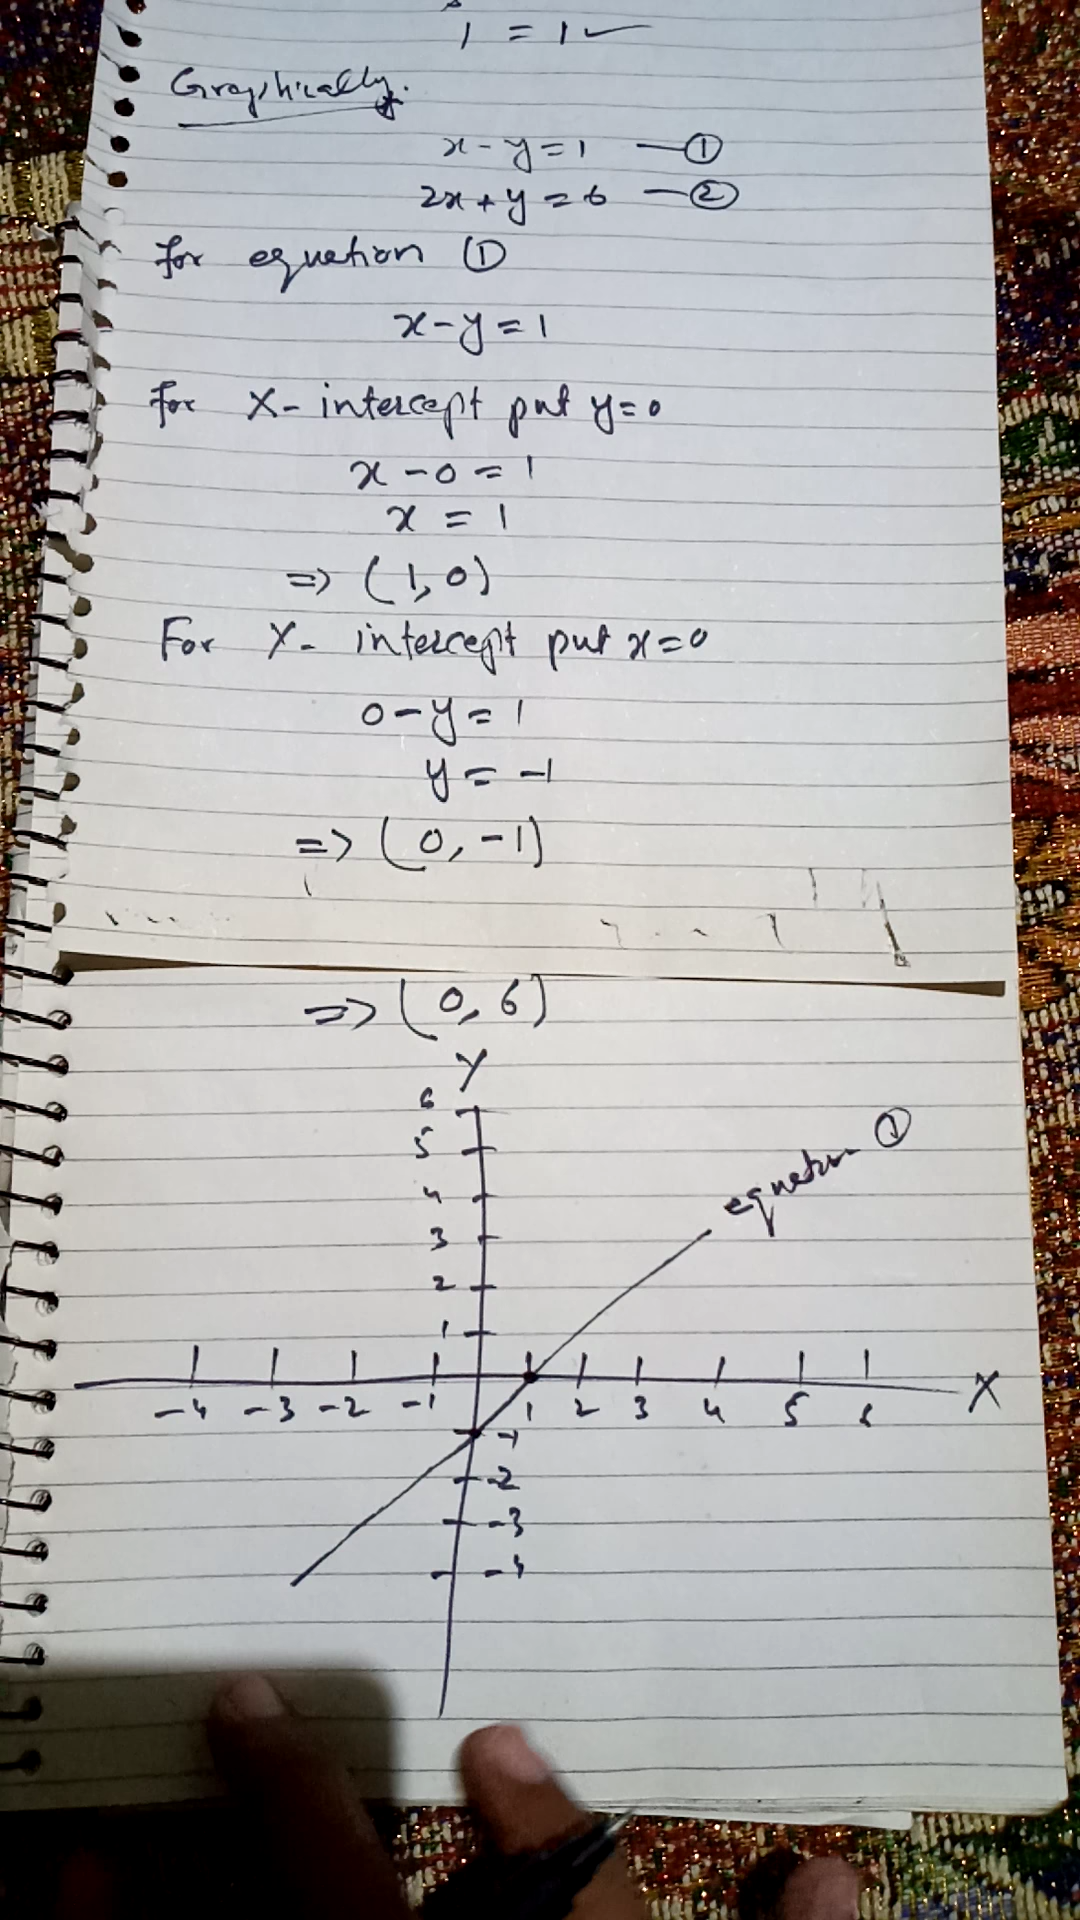 1 = 1 ✓
Graphically.
x - y = 1 — ①
2x + y = 6 — ②
for equation ①
x - y = 1
for X- intercept put y=0
x - 0 = 1
x = 1
=> (1, 0)
For Y- intercept put x=0
0 - y = 1
y = -1
=> (0, -1)
=> (0, 6)
Y
6
5
equation ①
4
3
2
1
-4 -3 -2 -1 1 2 3 4 5 6 X
-1
-2
-3
-4